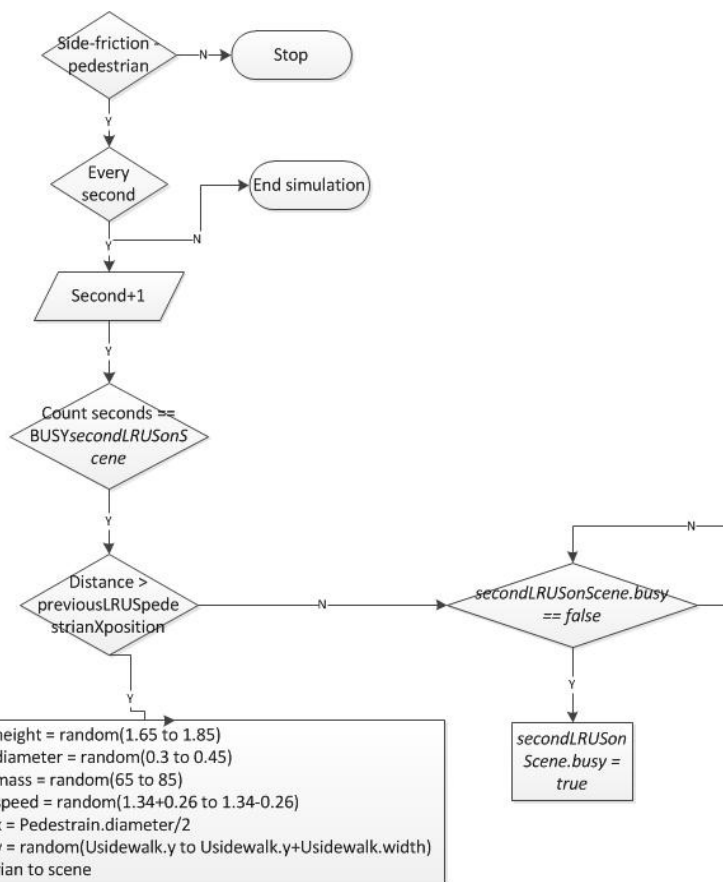 Side-friction -
pedestrian
N
Stop
Y
Every
second
End simulation
N
Y
Second+1
Y
Count seconds ==
BUSYsecondLRUSonS
cene
Y
Distance >
previousLRUSpede
strianXposition
N
N
secondLRUSonScene.busy
== false
Y
Y
secondLRUSon
Scene.busy =
true
height = random(1.65 to 1.85)
diameter = random(0.3 to 0.45)
mass = random(65 to 85)
speed = random(1.34+0.26 to 1.34-0.26)
= Pedestrain.diameter/2
= random(Usidewalk.y to Usidewalk.y+Usidewalk.width)
to scene